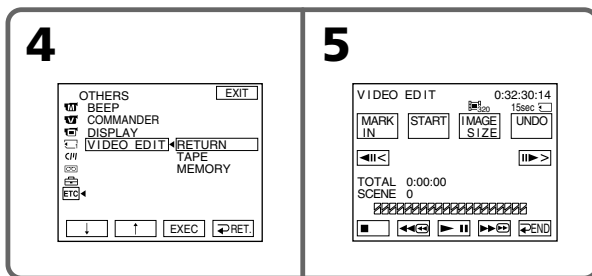 4
OTHERS
EXIT
BEEP
COMMANDER
DISPLAY
VIDEO EDIT RETURN
TAPE
MEMORY
ETC
↓ ↑ EXEC RET.
5
VIDEO EDIT 0:32:30:14
320 15sec
MARK IN START IMAGE SIZE UNDO
TOTAL 0:00:00
SCENE 0
END